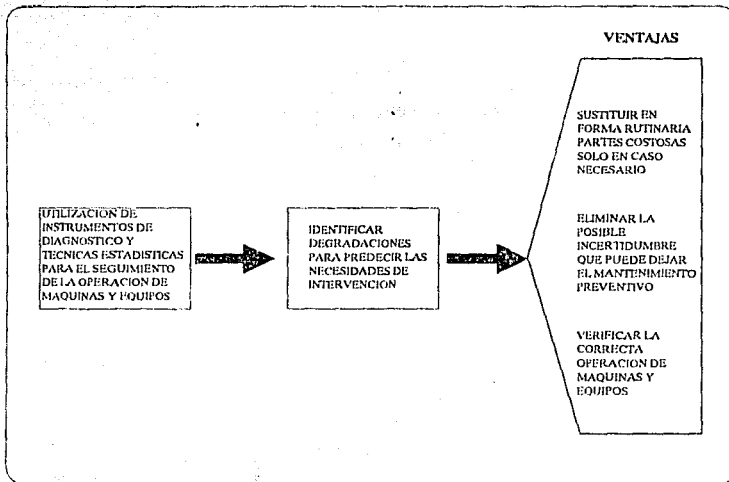 VENTAJAS
UTILIZACION DE
INSTRUMENTOS DE
DIAGNOSTICO Y
TECNICAS ESTADISTICAS
PARA EL SEGUIMIENTO
DE LA OPERACION DE
MAQUINAS Y EQUIPOS
IDENTIFICAR
DEGRADACIONES
PARA PREDECIR LAS
NECESIDADES DE
INTERVENCION
SUSTITUIR EN
FORMA RUTINARIA
PARTES COSTOSAS
SOLO EN CASO
NECESARIO
ELIMINAR LA
POSIBLE
INCERTIDUMBRE
QUE PUEDE DEJAR
EL MANTENIMIENTO
PREVENTIVO
VERIFICAR LA
CORRECTA
OPERACION DE
MAQUINAS Y
EQUIPOS